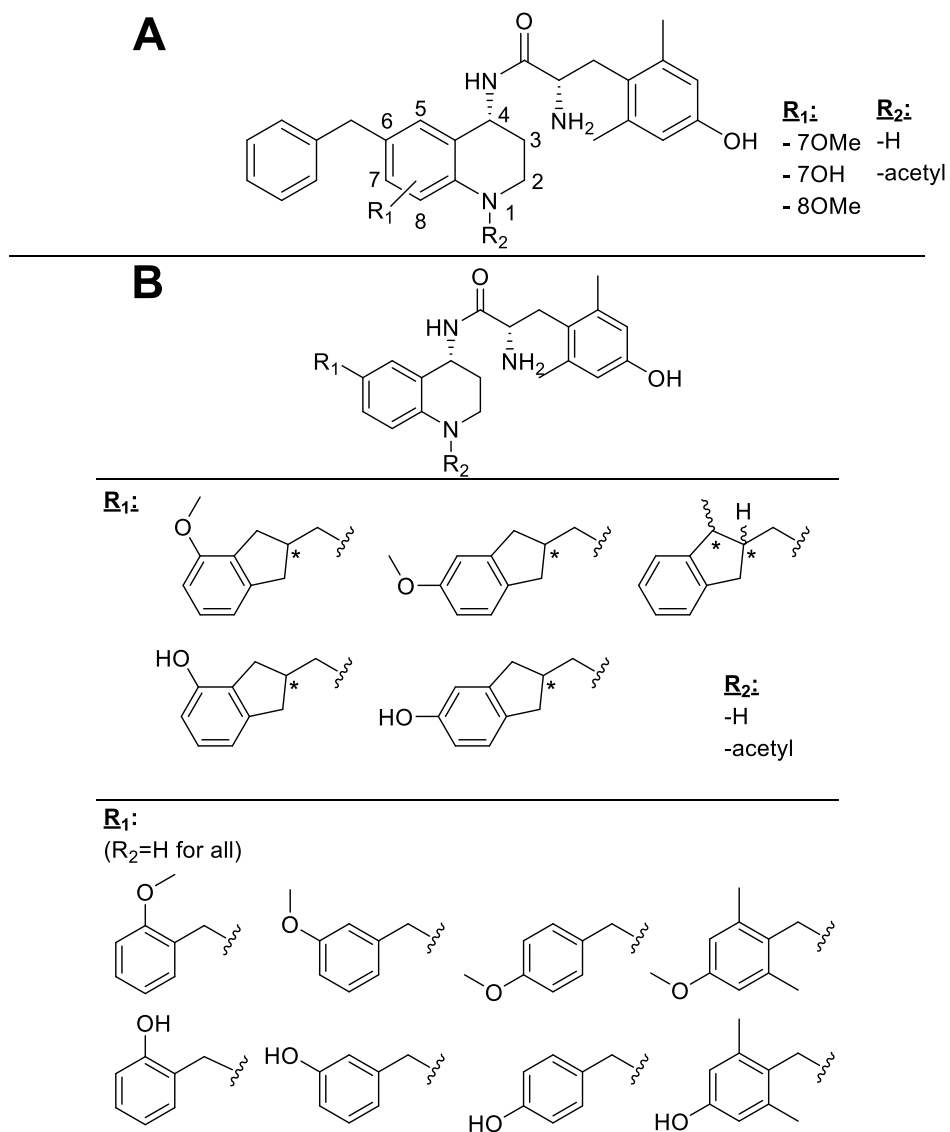 A
O
HN
NH2
OH
5
4
6
3
7
2
8
N
1
R1
R2
R1: R2:
- 7OMe -H
- 7OH -acetyl
- 8OMe
B
O
HN
R1
NH2
OH
N
R2
R1:
O
O
H
*
*
*
*
HO
*
HO
*
R2:
-H
-acetyl
R1:
(R2=H for all)
O
O
O
O
OH
HO
HO
HO